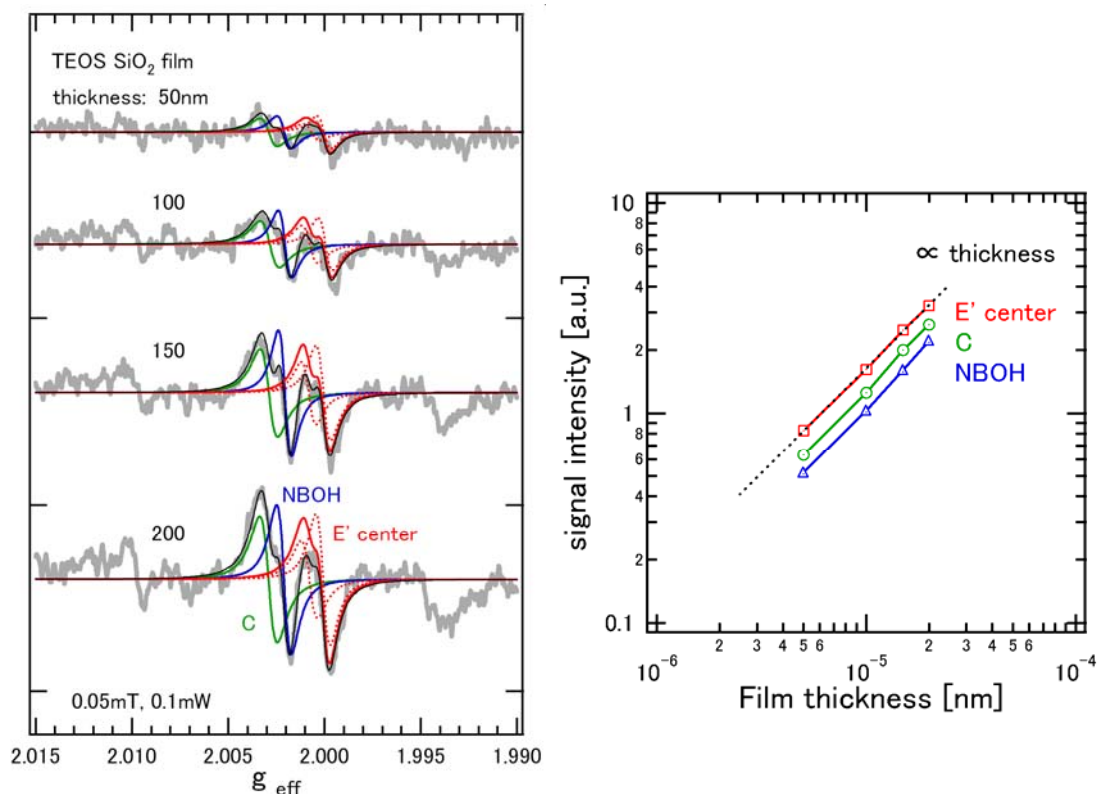 TEOS SiO₂ film
thickness: 50nm
100
150
200
NBOH
E' center
C
0.05mT, 0.1mW
2.015 2.010 2.005 2.000 1.995 1.990
g eff
10
6
4
2
1
6
4
2
0.1
∝ thickness
E' center
C
NBOH
signal intensity [a.u.]
2 3 4 5 6 2 3 4 5 6
10⁻⁶ 10⁻⁵ 10⁻⁴
Film thickness [nm]